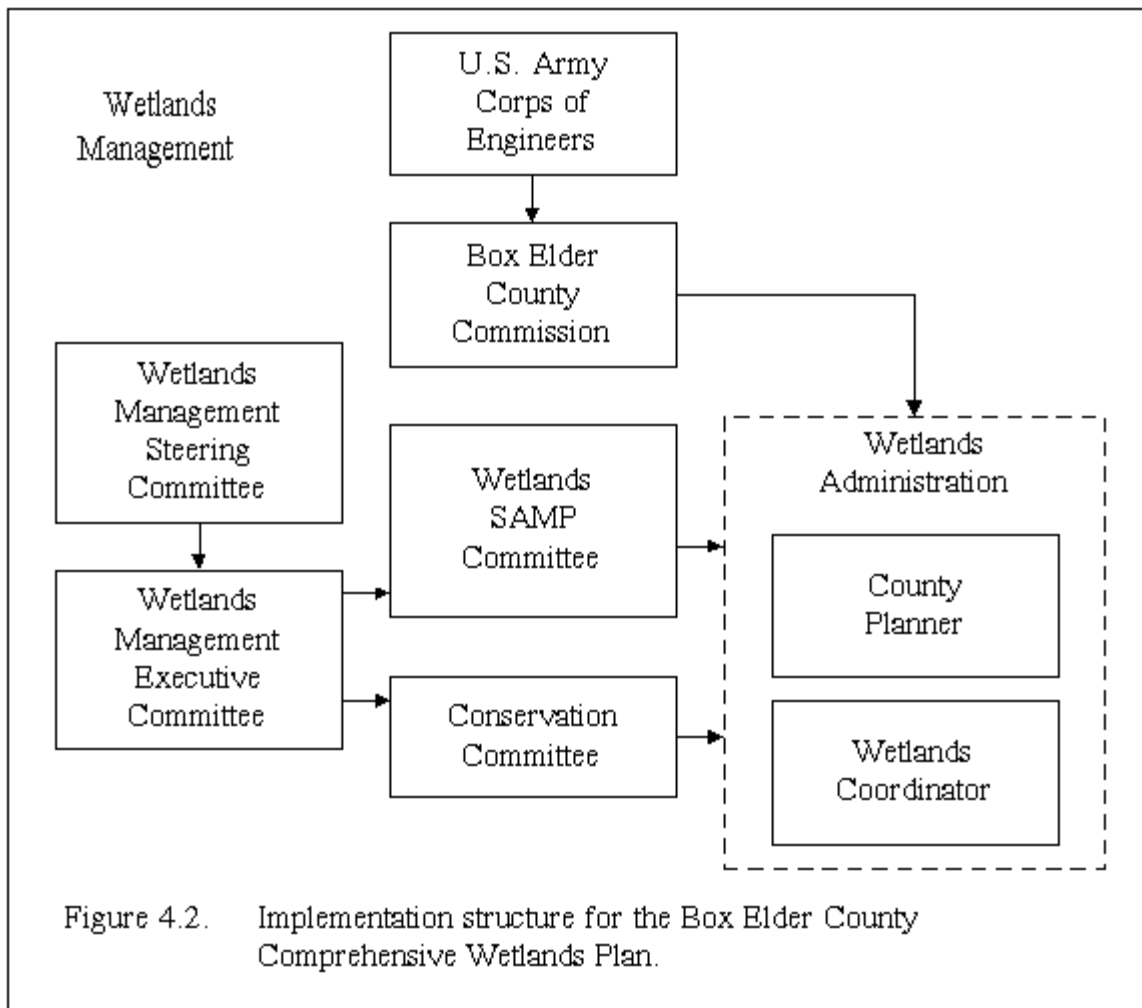 Wetlands
Management
U.S. Army
Corps of
Engineers
Box Elder
County
Commission
Wetlands
Management
Steering
Committee
Wetlands
Management
Executive
Committee
Wetlands
SAMP
Committee
Conservation
Committee
Wetlands
Administration
County
Planner
Wetlands
Coordinator
Figure 4.2. Implementation structure for the Box Elder County
Comprehensive Wetlands Plan.